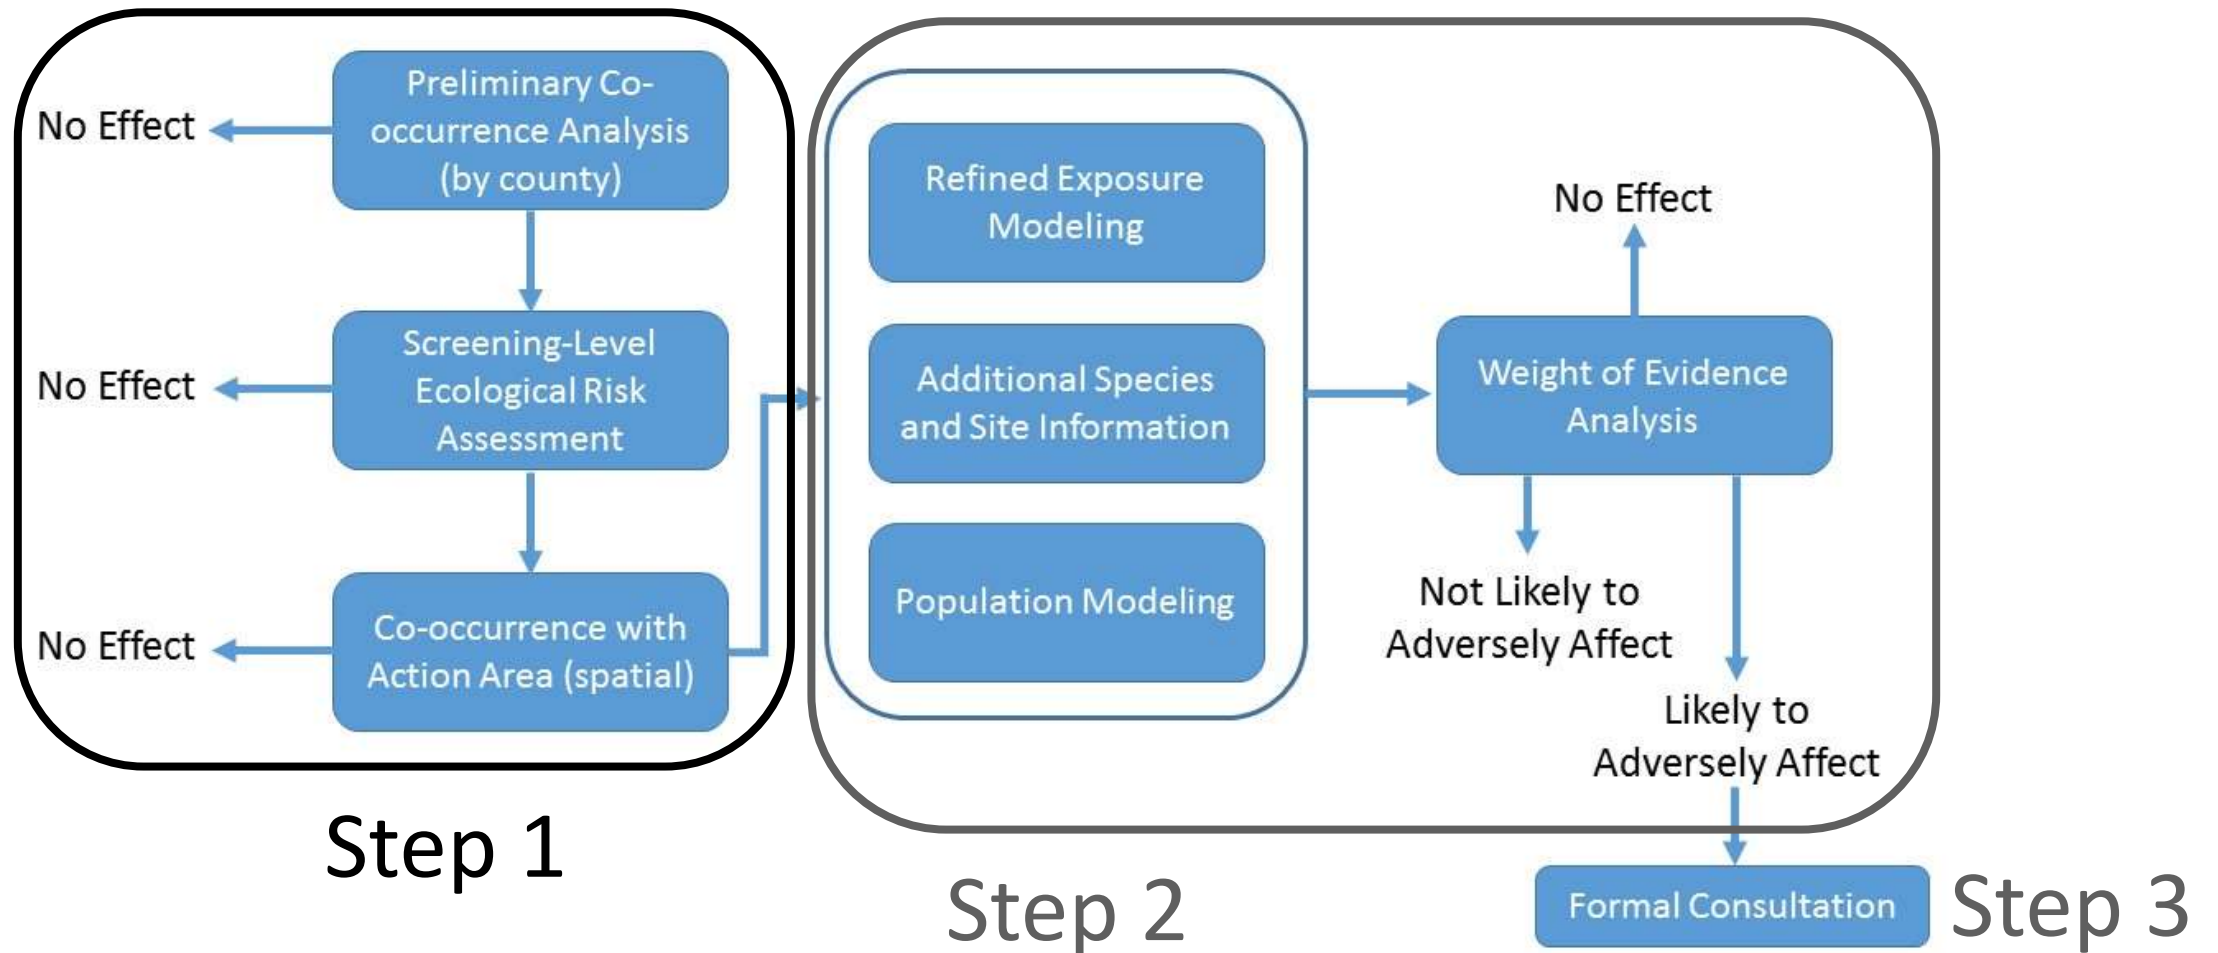 No Effect
Preliminary Co-
occurrence Analysis
(by county)
No Effect
Screening-Level
Ecological Risk
Assessment
No Effect
Co-occurrence with
Action Area (spatial)
Step 1
Refined Exposure
Modeling
Additional Species
and Site Information
Population Modeling
No Effect
Weight of Evidence
Analysis
Not Likely to
Adversely Affect
Likely to
Adversely Affect
Step 2
Formal Consultation
Step 3